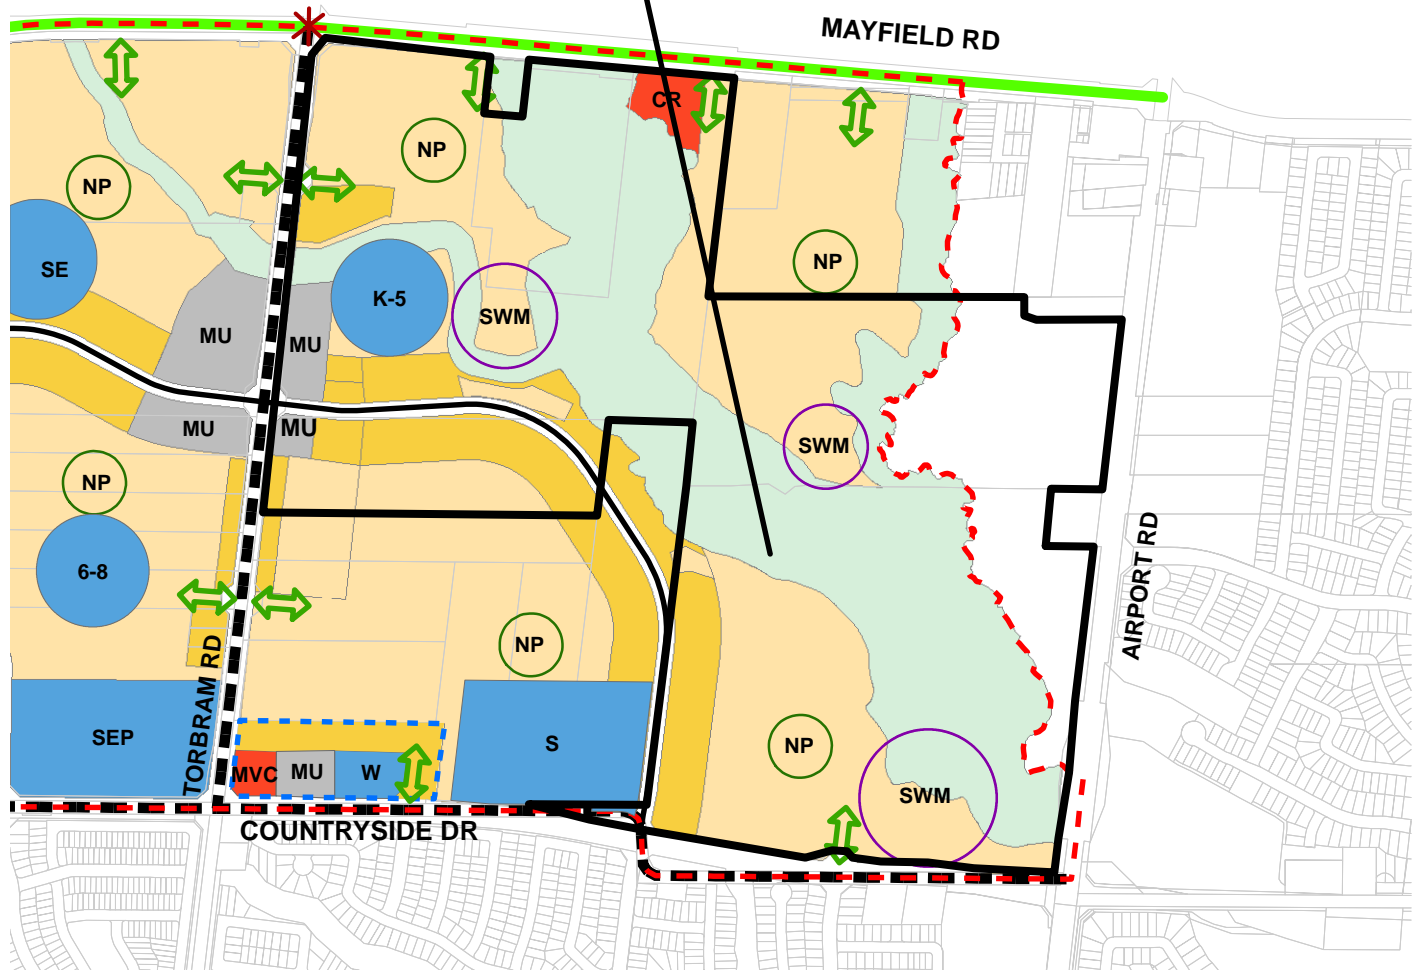 MAYFIELD RD
CR
NP
NP
NP
SE
K-5
SWM
MU
MU
MU
MU
SWM
NP
6-8
AIRPORT RD
NP
TORBRAM RD
SEP
S
NP
MVC
MU
W
SWM
COUNTRYSIDE DR